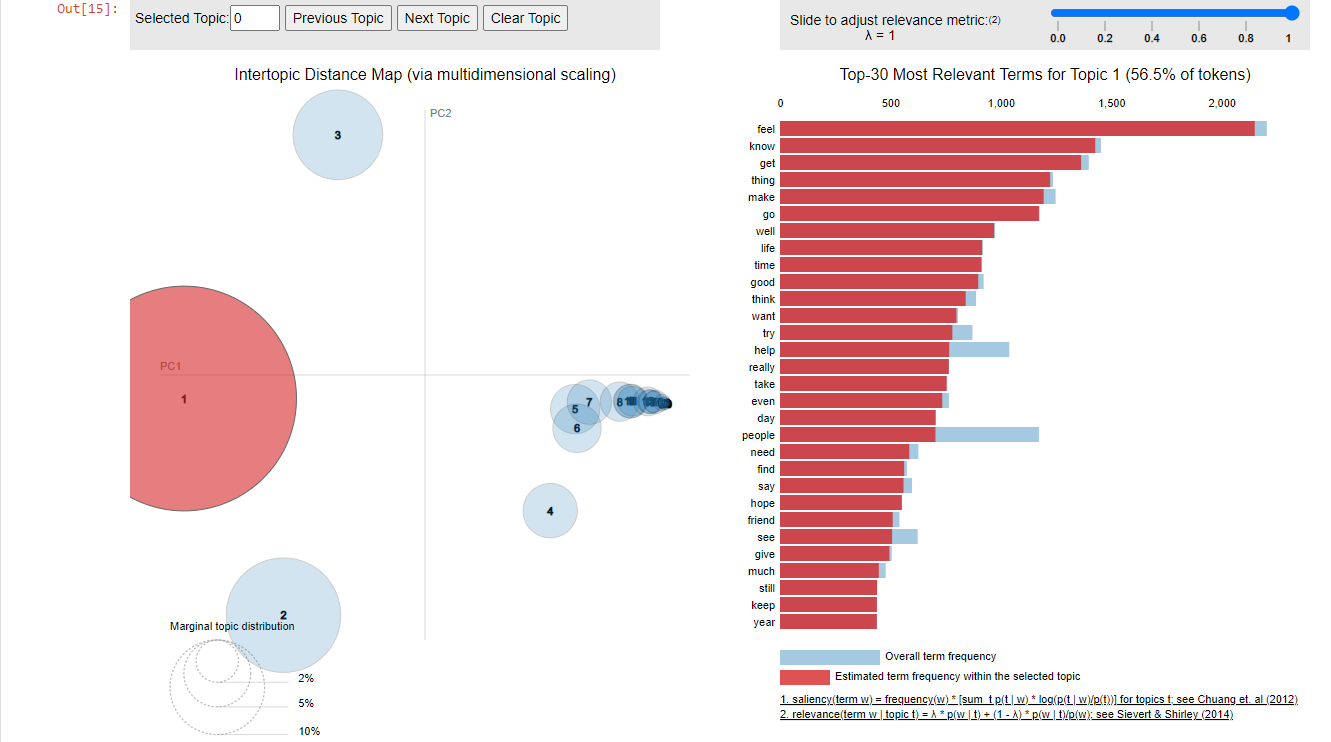 Out[15]:
Selected Topic: 0 Previous Topic Next Topic Clear Topic
Slide to adjust relevance metric:(2)
λ = 1
0.0 0.2 0.4 0.6 0.8 1
Intertopic Distance Map (via multidimensional scaling)
PC2
PC1
3
1
5
7
8
6
4
2
Marginal topic distribution
2%
5%
10%
Top-30 Most Relevant Terms for Topic 1 (56.5% of tokens)
0 500 1,000 1,500 2,000
feel
know
get
thing
make
go
well
life
time
good
think
want
try
help
really
take
even
day
people
need
find
say
hope
friend
see
give
much
still
keep
year
Overall term frequency
Estimated term frequency within the selected topic
1. saliency(term w) = frequency(w) * [sum_t p(t | w) * log(p(t | w)/p(t))] for topics t; see Chuang et. al (2012)
2. relevance(term w | topic t) = λ * p(w | t) + (1 - λ) * p(w | t)/p(w); see Sievert & Shirley (2014)